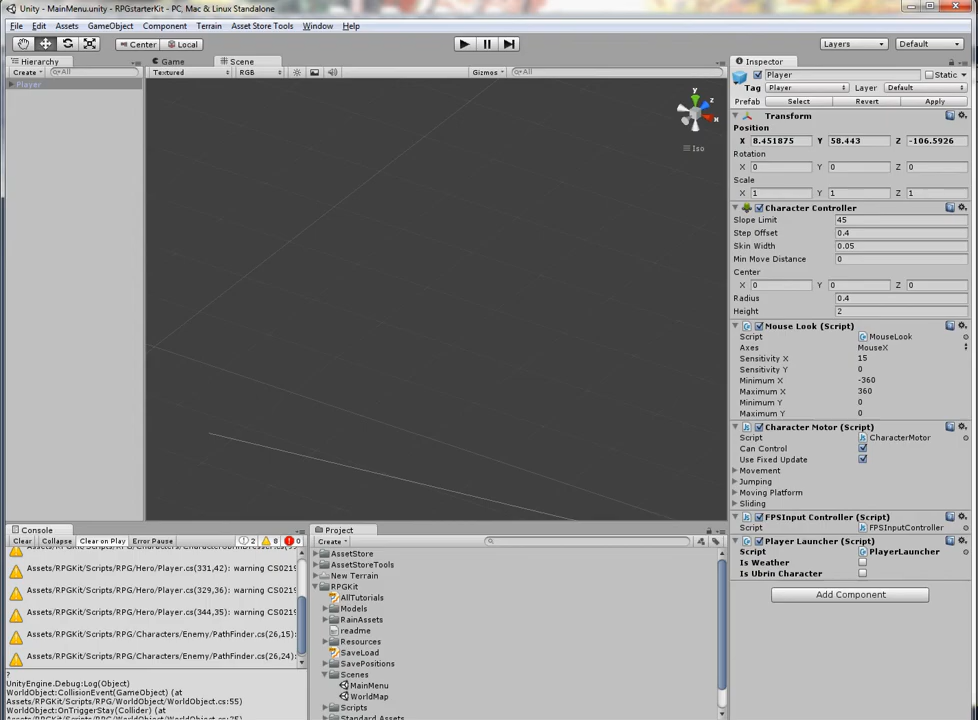 Unity - MainMenu.unity - RPGstarterKit - PC, Mac & Linux Standalone
File Edit Assets GameObject Component Terrain Asset Store Tools Window Help
Center Local Layers Default
Hierarchy
Create All
Player
Game Scene
Textured RGB Gizmos All
y
z
x
Iso
Inspector
Player Static
Tag Player Layer Default
Prefab Select Revert Apply
Transform
Position
X 8.451875 Y 58.443 Z -106.5926
Rotation
X 0 Y 0 Z 0
Scale
X 1 Y 1 Z 1
Character Controller
Slope Limit 45
Step Offset 0.4
Skin Width 0.05
Min Move Distance 0
Center
X 0 Y 0 Z 0
Radius 0.4
Height 2
Mouse Look (Script)
Script MouseLook
Axes MouseX
Sensitivity X 15
Sensitivity Y 0
Minimum X -360
Maximum X 360
Minimum Y 0
Maximum Y 0
Character Motor (Script)
Script CharacterMotor
Can Control
Use Fixed Update
Movement
Jumping
Moving Platform
Sliding
FPSInput Controller (Script)
Script FPSInputController
Player Launcher (Script)
Script PlayerLauncher
Is Weather
Is Ubrin Character
Add Component
Console
Clear Collapse Clear on Play Error Pause 2 8 0
Assets/RPGKit/Scripts/RPG/Hero/Player.cs(331,42): warning CS0219
Assets/RPGKit/Scripts/RPG/Hero/Player.cs(329,36): warning CS0219
Assets/RPGKit/Scripts/RPG/Hero/Player.cs(344,35): warning CS0219
Assets/RPGKit/Scripts/RPG/Characters/Enemy/PathFinder.cs(26,15):
Assets/RPGKit/Scripts/RPG/Characters/Enemy/PathFinder.cs(26,24):
?
UnityEngine.Debug:Log(Object)
WorldObject:CollisionEvent(GameObject) (at
Assets/RPGKit/Scripts/RPG/World/WorldObject.cs:55)
WorldObject:OnTriggerStay(Collider) (at
Project
Create
AssetStore
AssetStoreTools
New Terrain
RPGKit
AllTutorials
Models
RainAssets
readme
Resources
SaveLoad
SavePositions
Scenes
MainMenu
WorldMap
Scripts
Standard Assets